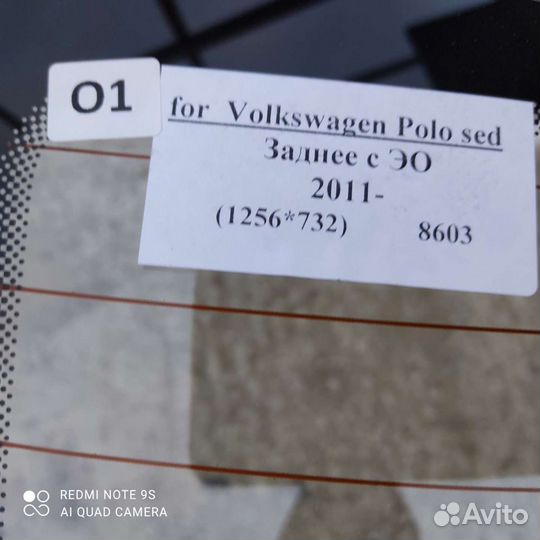 O1
for Volkswagen Polo sed
Заднее с ЭО
2011-
(1256*732) 8603
REDMI NOTE 9S
AI QUAD CAMERA
Avito